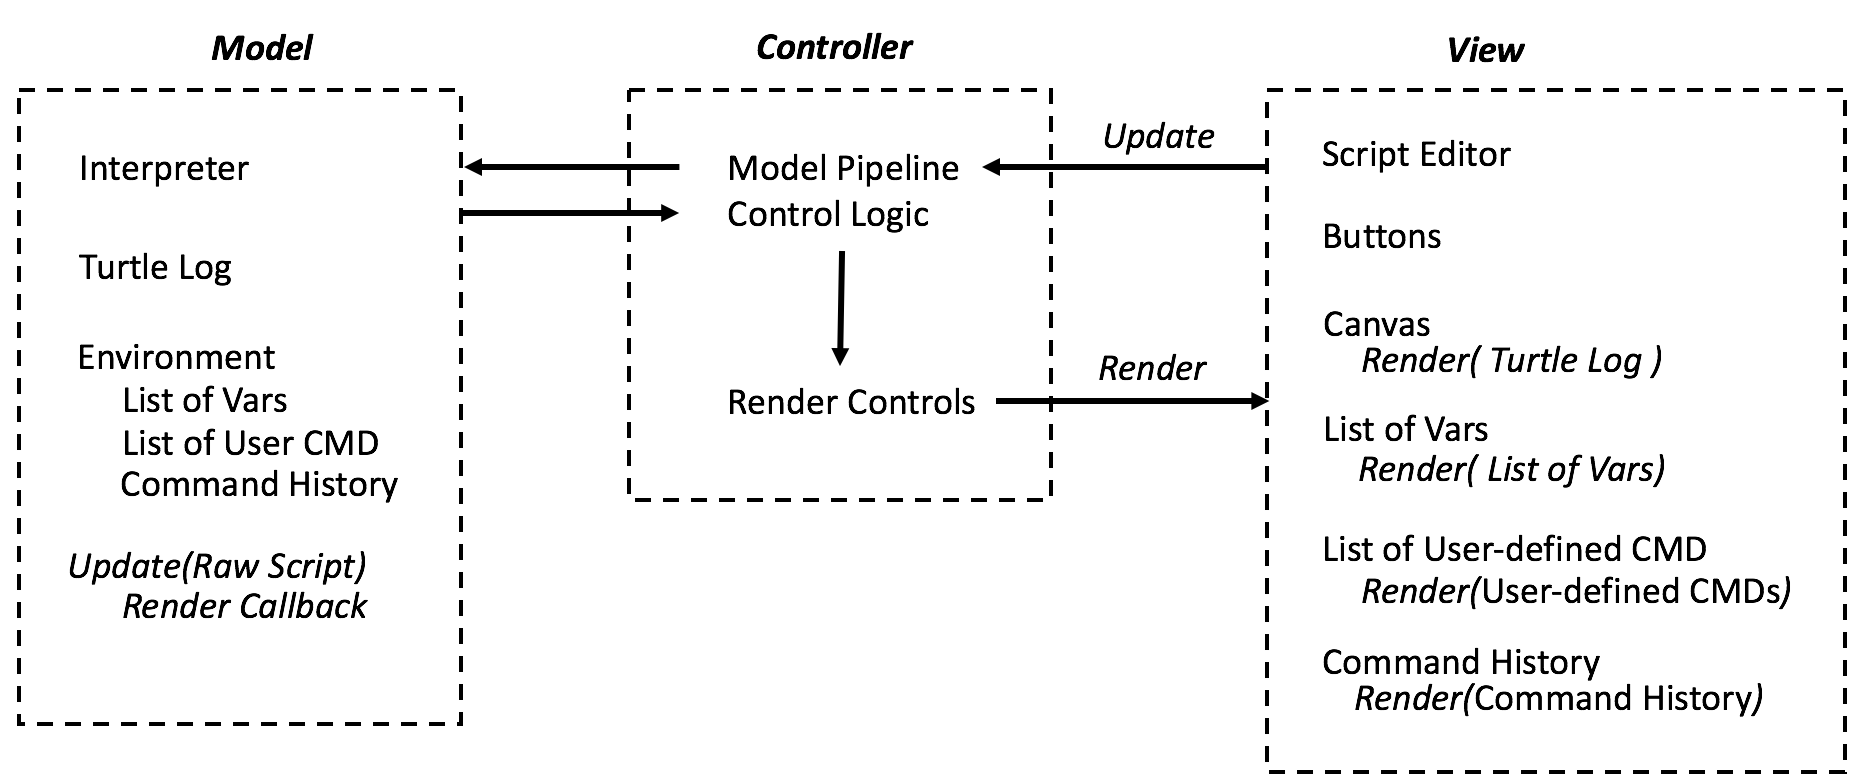 Model
Interpreter
Turtle Log
Environment
List of Vars
List of User CMD
Command History
Update(Raw Script)
Render Callback
Controller
Model Pipeline
Control Logic
Render Controls
Update
Render
View
Script Editor
Buttons
Canvas
Render( Turtle Log )
List of Vars
Render( List of Vars)
List of User-defined CMD
Render(User-defined CMDs)
Command History
Render(Command History)